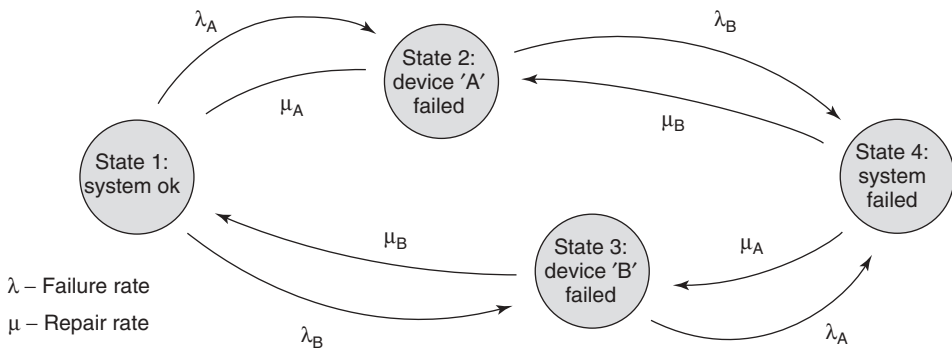 λA
State 2:
device 'A'
failed
λB
μA
μB
State 1:
system ok
State 4:
system
failed
μB
State 3:
device 'B'
failed
μA
λ – Failure rate
μ – Repair rate
λB
λA